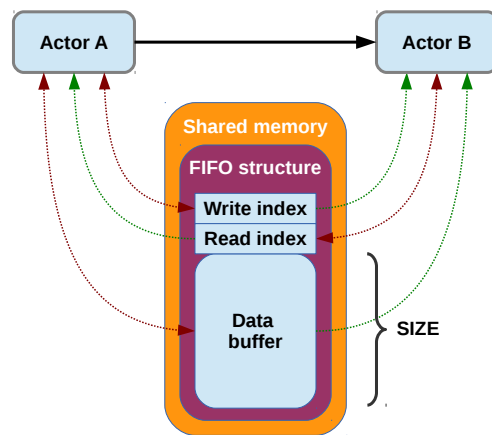 Actor A
Actor B
Shared memory
FIFO structure
Write index
Read index
Data
buffer
SIZE